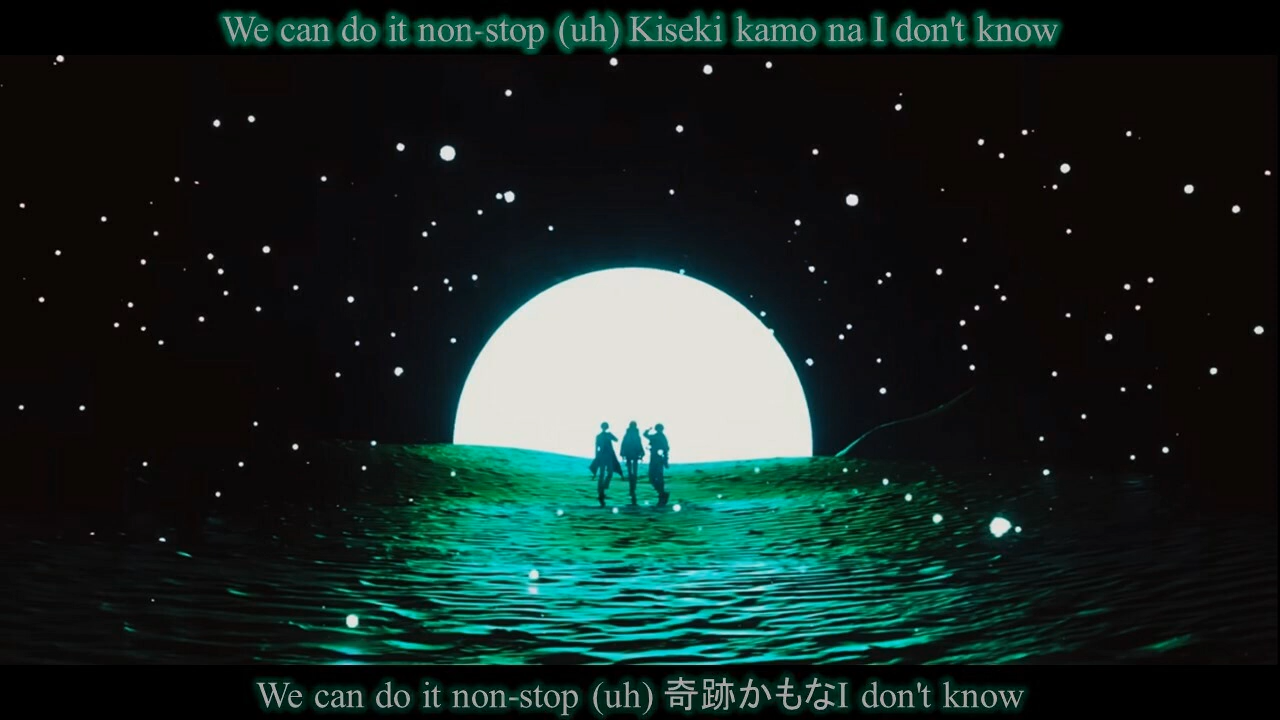 We can do it non-stop (uh) Kiseki kamo na I don't know
We can do it non-stop (uh) 奇跡かもなI don't know